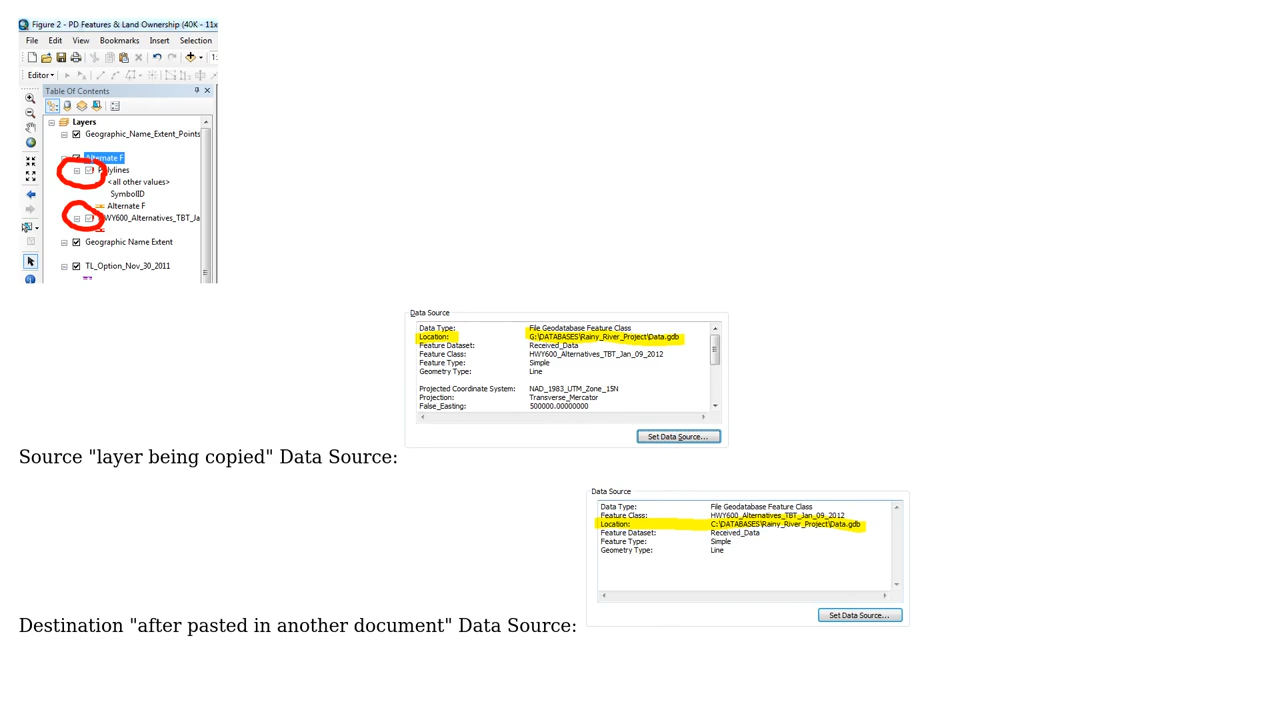 Figure 2 - PD Features & Land Ownership (40K - 11x
File Edit View Bookmarks Insert Selection
1:
Editor
Table Of Contents
Layers
Geographic_Name_Extent_Points
Alternate F
Polylines
<all other values>
SymbolID
Alternate F
HWY600_Alternatives_TBT_Ja
Geographic Name Extent
TL_Option_Nov_30_2011
Data Source
Data Type: File Geodatabase Feature Class
Location: G:\DATABASES\Rainy_River_Project\Data.gdb
Feature Dataset: Received_Data
Feature Class: HWY600_Alternatives_TBT_Jan_09_2012
Feature Type: Simple
Geometry Type: Line
Projected Coordinate System: NAD_1983_UTM_Zone_15N
Projection: Transverse_Mercator
False_Easting: 500000.00000000
Set Data Source...
Source "layer being copied" Data Source:
Data Source
Data Type: File Geodatabase Feature Class
Feature Class: HWY600_Alternatives_TBT_Jan_09_2012
Location: C:\DATABASES\Rainy_River_Project\Data.gdb
Feature Dataset: Received_Data
Feature Type: Simple
Geometry Type: Line
Set Data Source...
Destination "after pasted in another document" Data Source: